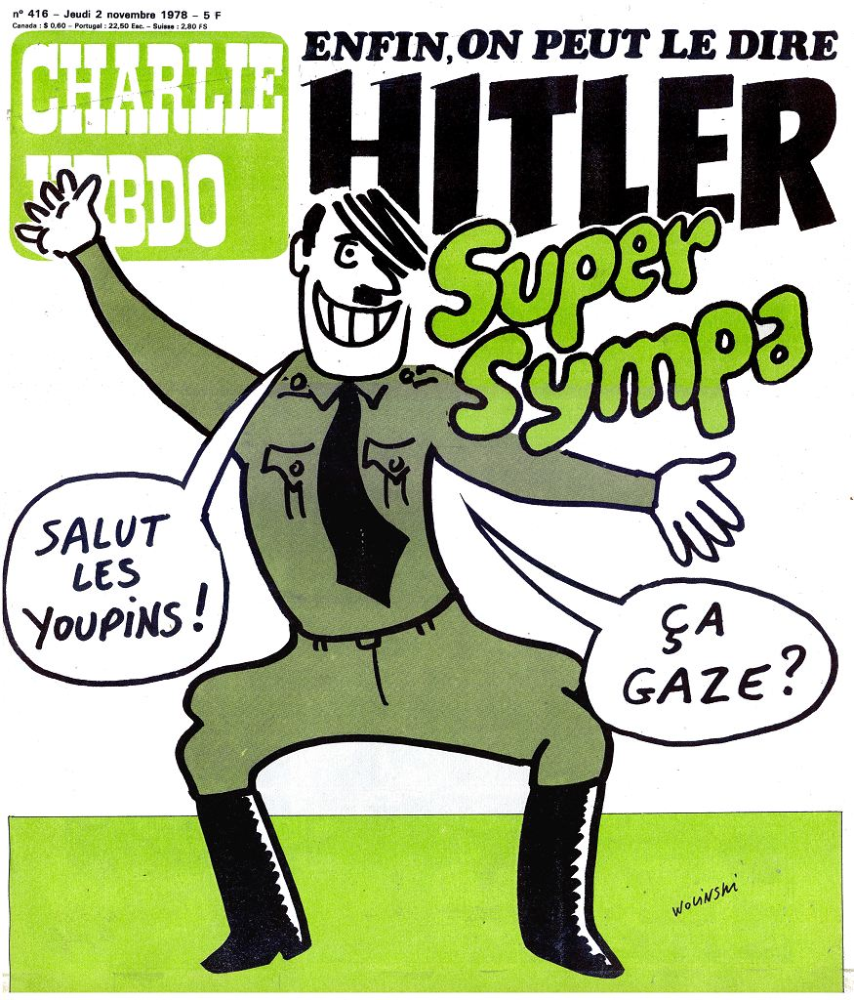 n° 416 – Jeudi 2 novembre 1978 – 5 F
Canada : $ 0,60 – Portugal : 22,50 Esc. – Suisse : 2,80 FS
CHARLIE
HEBDO
ENFIN, ON PEUT LE DIRE
HITLER
Super
Sympa
SALUT
LES
YOUPINS !
ÇA
GAZE ?
WOLINSKI